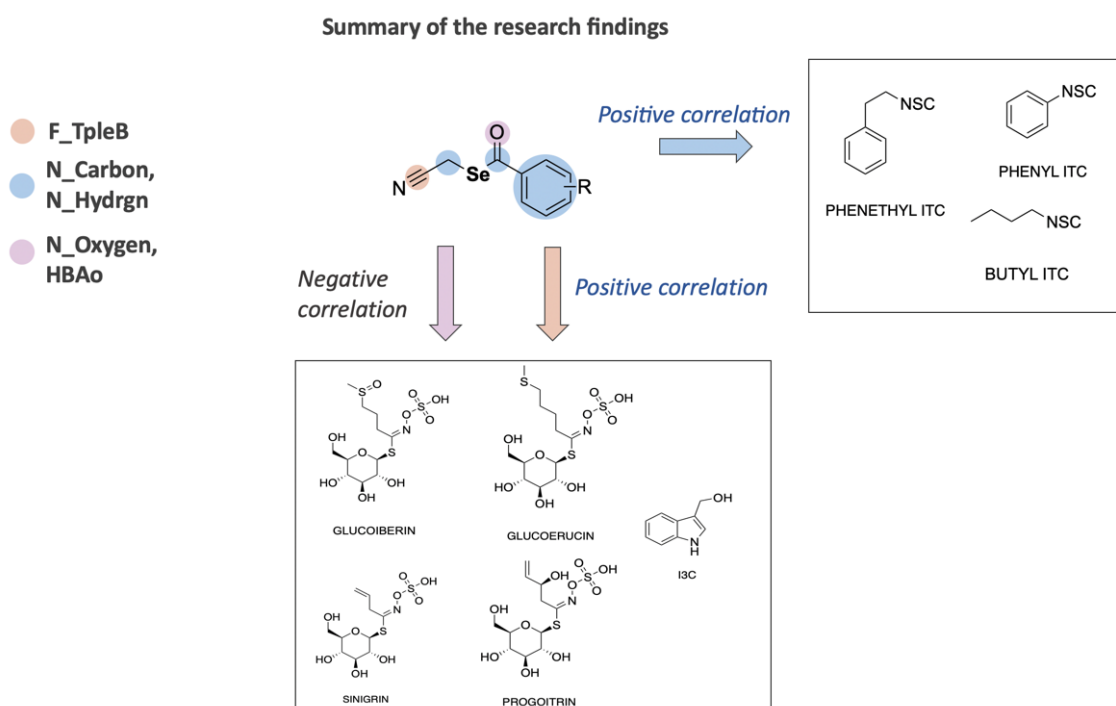 Summary of the research findings
F_TpleB
N_Carbon,
N_Hydrgn
N_Oxygen,
HBAo
O
N
Se
R
Positive correlation
Negative
correlation
Positive correlation
NSC
PHENETHYL ITC
NSC
PHENYL ITC
NSC
BUTYL ITC
S O
O
O S OH
O
N
OH
O S
HO OH
OH
GLUCOIBERIN
S
O
O S OH
O
N
OH
O S
HO OH
OH
GLUCOERUCIN
OH
N
H
I3C
O
O S OH
O
N
OH
O S
HO OH
OH
SINIGRIN
OH
O
O S OH
O
N
OH
O S
HO OH
OH
PROGOITRIN